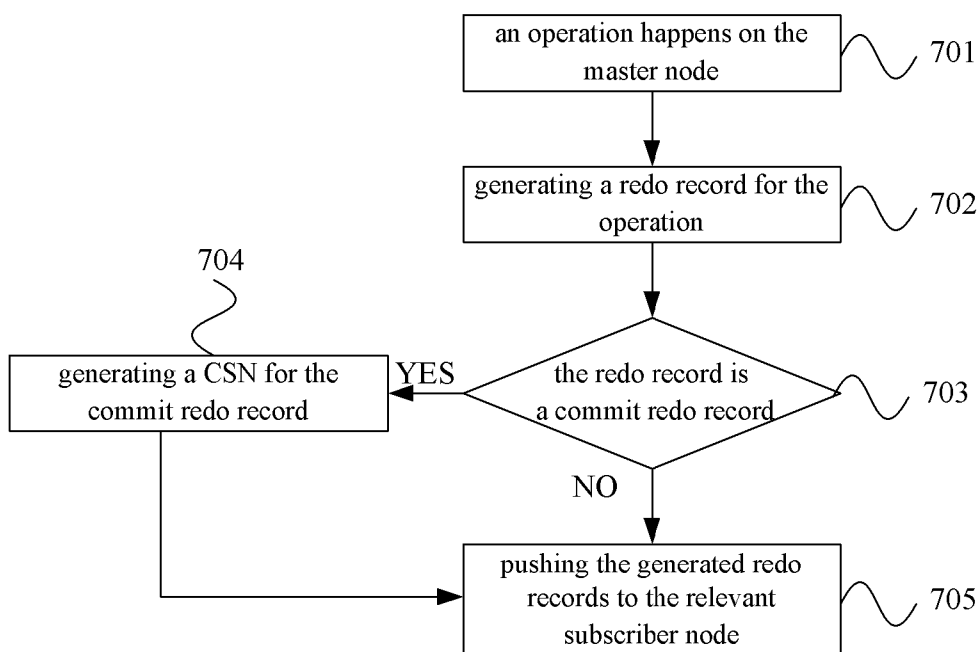 an operation happens on the
master node
701
generating a redo record for the
operation
702
704
generating a CSN for the
commit redo record
YES
the redo record is
a commit redo record
703
NO
pushing the generated redo
records to the relevant
subscriber node
705